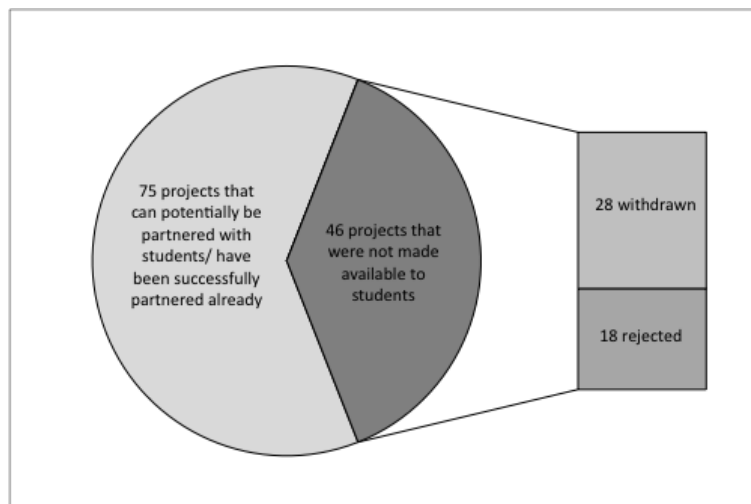 75 projects that
can potentially be
partnered with
students/ have
been successfully
partnered already
46 projects that
were not made
available to
students
28 withdrawn
18 rejected